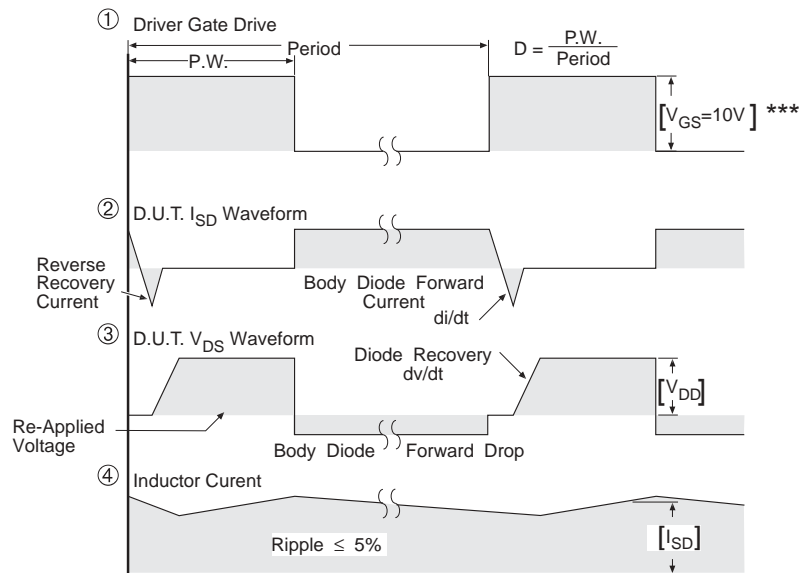 ① Driver Gate Drive
P.W.
Period
D = P.W.
Period
[VGS=10V] ***
② D.U.T. ISD Waveform
Reverse
Recovery
Current
Body Diode Forward
Current
di/dt
③ D.U.T. VDS Waveform
Diode Recovery
dv/dt
[VDD]
Re-Applied
Voltage
Body Diode Forward Drop
④ Inductor Curent
Ripple ≤ 5%
[ISD]